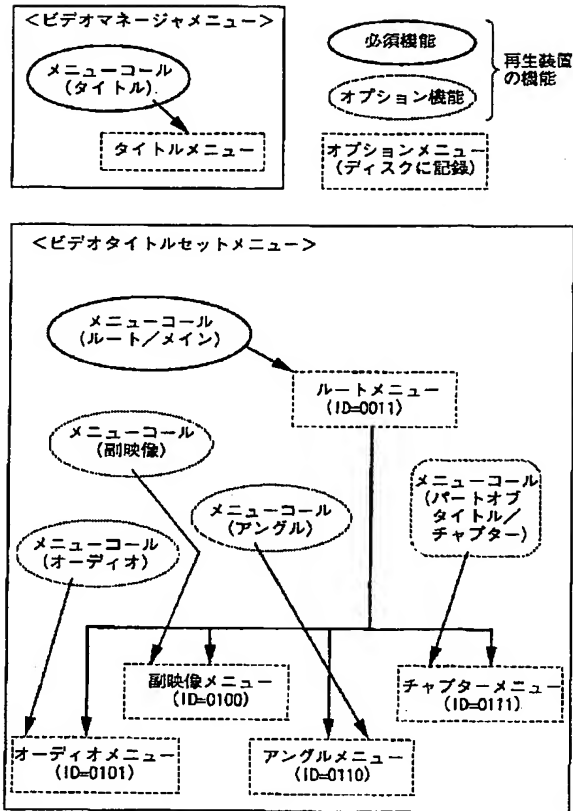 <ビデオマネージャメニュー>
メニューコール
(タイトル)
タイトルメニュー
必須機能
オプション機能
再生装置
の機能
オプションメニュー
(ディスクに記録)
<ビデオタイトルセットメニュー>
メニューコール
(ルート/メイン)
ルートメニュー
(ID=0011)
メニューコール
(副映像)
メニューコール
(オーディオ)
メニューコール
(アングル)
メニューコール
(パートオブ
タイトル/
チャプター)
副映像メニュー
(ID=0100)
チャプターメニュー
(ID=0111)
オーディオメニュー
(ID=0101)
アングルメニュー
(ID=0110)